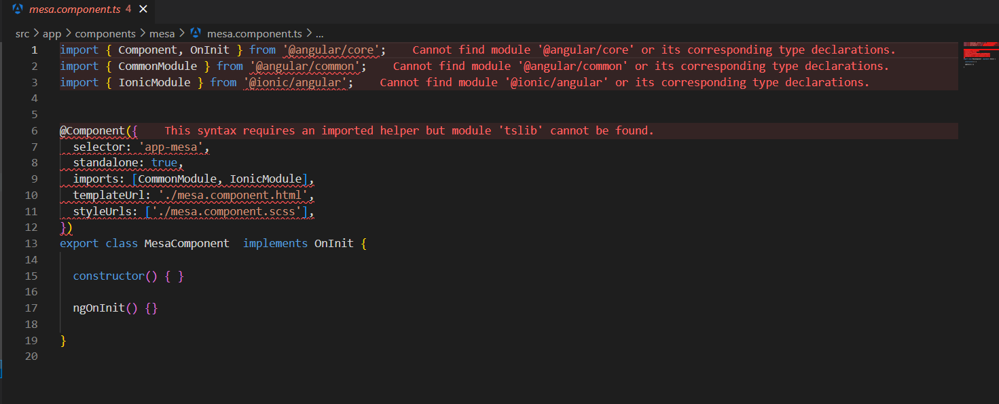 mesa.component.ts 4 ×
src > app > components > mesa > mesa.component.ts > ...
1 import { Component, OnInit } from '@angular/core'; Cannot find module '@angular/core' or its corresponding type declarations.
2 import { CommonModule } from '@angular/common'; Cannot find module '@angular/common' or its corresponding type declarations.
3 import { IonicModule } from '@ionic/angular'; Cannot find module '@ionic/angular' or its corresponding type declarations.
4
5
6 @Component({ This syntax requires an imported helper but module 'tslib' cannot be found.
7   selector: 'app-mesa',
8   standalone: true,
9   imports: [CommonModule, IonicModule],
10   templateUrl: './mesa.component.html',
11   styleUrls: ['./mesa.component.scss'],
12 })
13 export class MesaComponent  implements OnInit {
14
15   constructor() { }
16
17   ngOnInit() {}
18
19 }
20